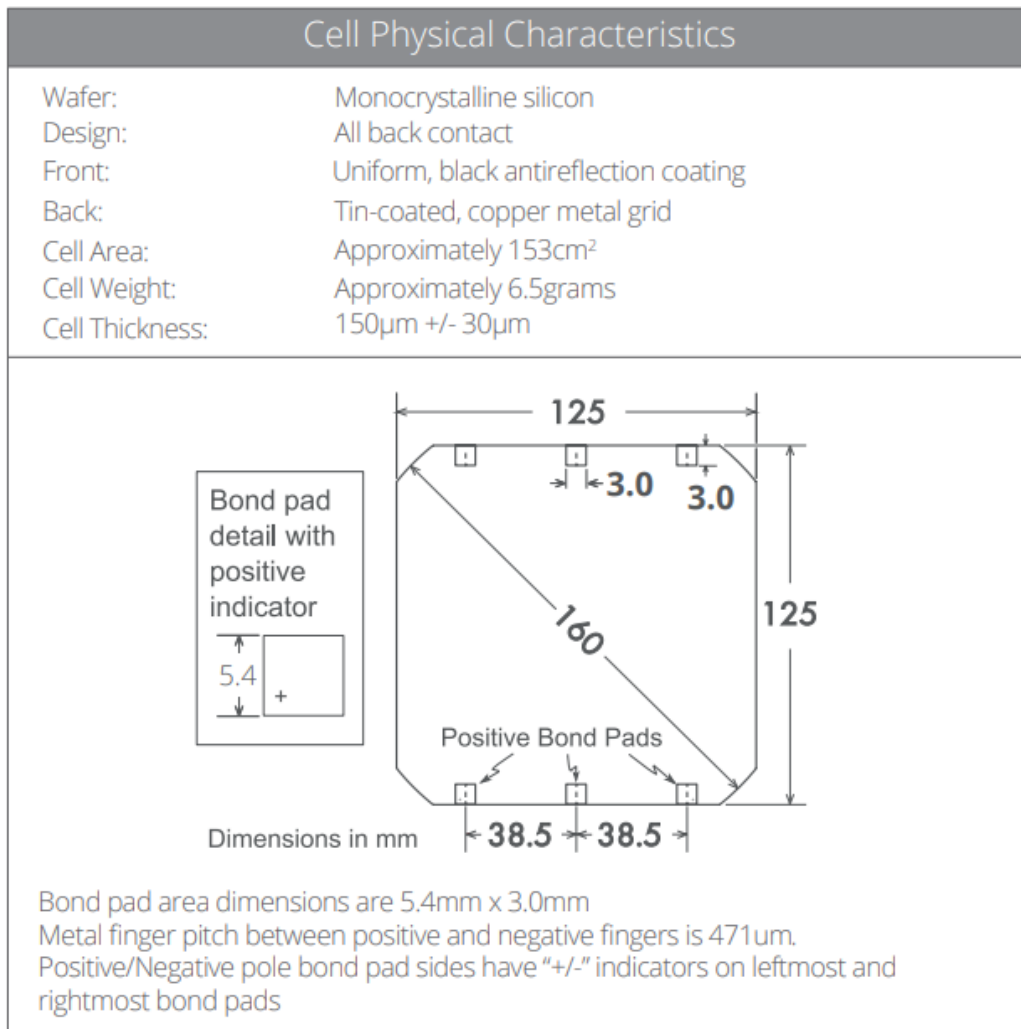 Cell Physical Characteristics
Wafer: Monocrystalline silicon
Design: All back contact
Front: Uniform, black antireflection coating
Back: Tin-coated, copper metal grid
Cell Area: Approximately 153cm²
Cell Weight: Approximately 6.5grams
Cell Thickness: 150µm +/- 30µm
125
3.0
3.0
Bond pad
detail with
positive
indicator
5.4
+
160
125
Positive Bond Pads
Dimensions in mm
38.5
38.5
Bond pad area dimensions are 5.4mm x 3.0mm
Metal finger pitch between positive and negative fingers is 471um.
Positive/Negative pole bond pad sides have “+/-” indicators on leftmost and
rightmost bond pads